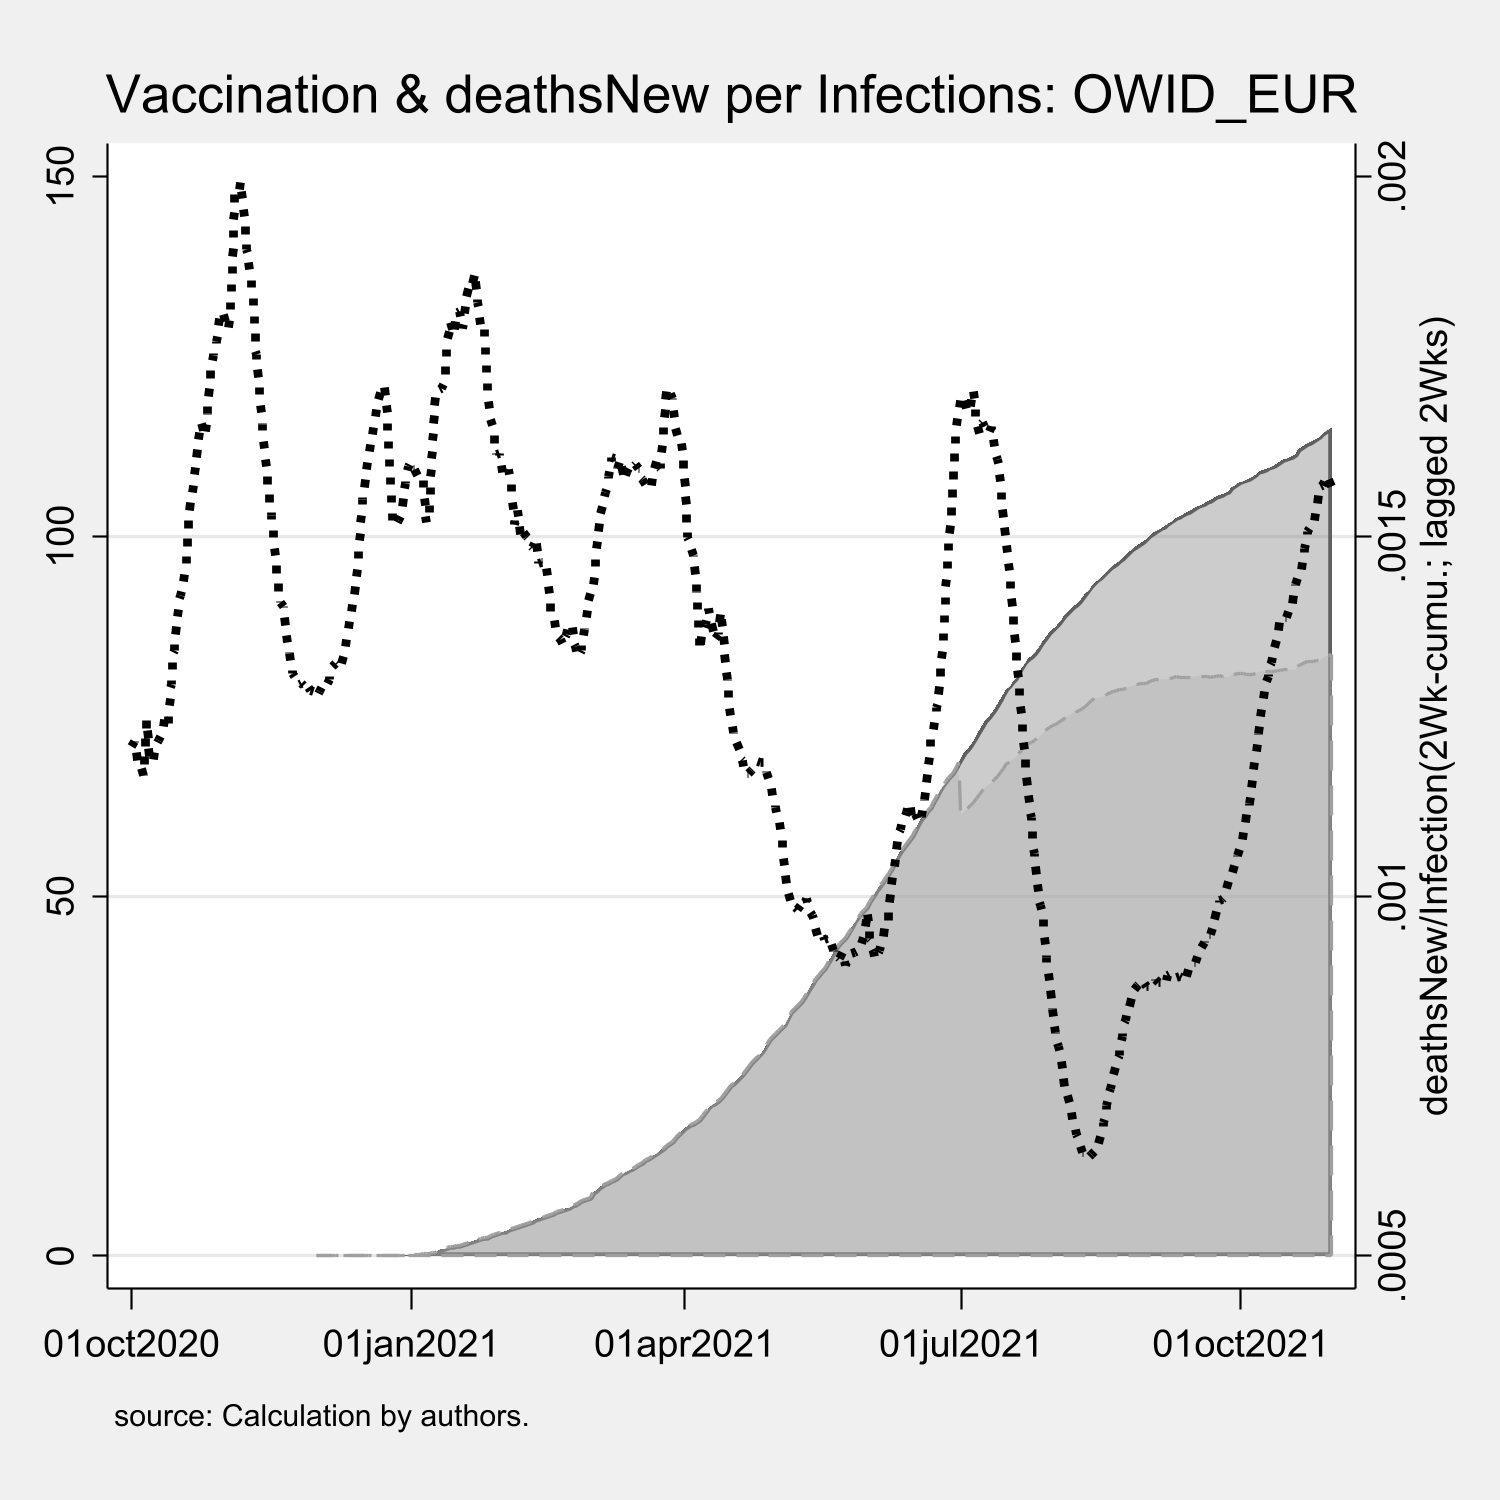 Vaccination & deathsNew per Infections: OWID_EUR
150
100
50
0
.002
.0015
.001
.0005
deathsNew/Infection(2Wk-cumu.; lagged 2Wks)
01oct2020
01jan2021
01apr2021
01jul2021
01oct2021
source: Calculation by authors.